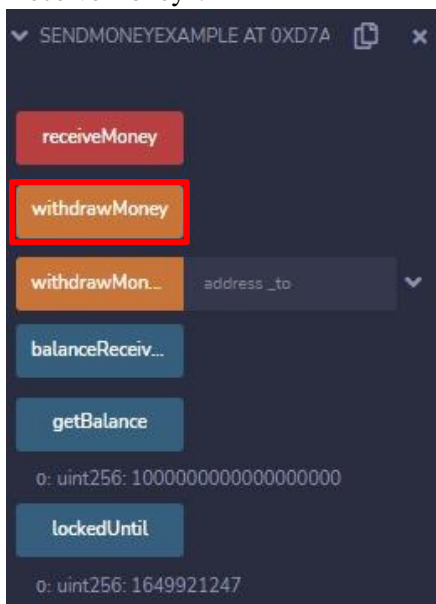 SENDMONEYEXAMPLE AT 0XD7A
receiveMoney
withdrawMoney
withdrawMon... address _to
balanceReceiv...
getBalance
0: uint256: 1000000000000000000
lockedUntil
0: uint256: 1649921247